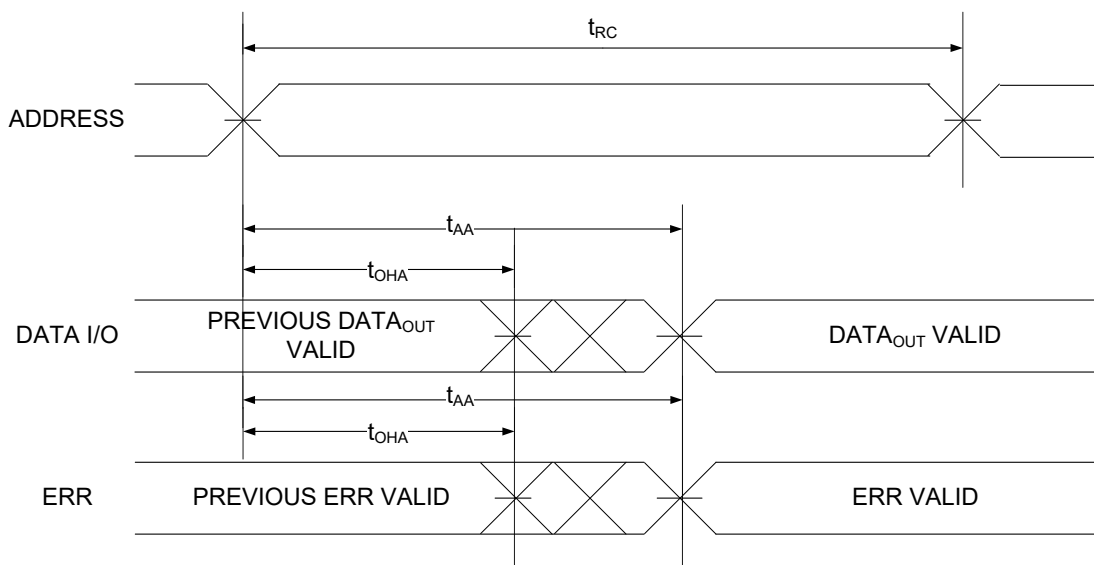 tRC
ADDRESS
tAA
tOHA
DATA I/O
PREVIOUS DATAOUT
VALID
DATAOUT VALID
tAA
tOHA
ERR
PREVIOUS ERR VALID
ERR VALID